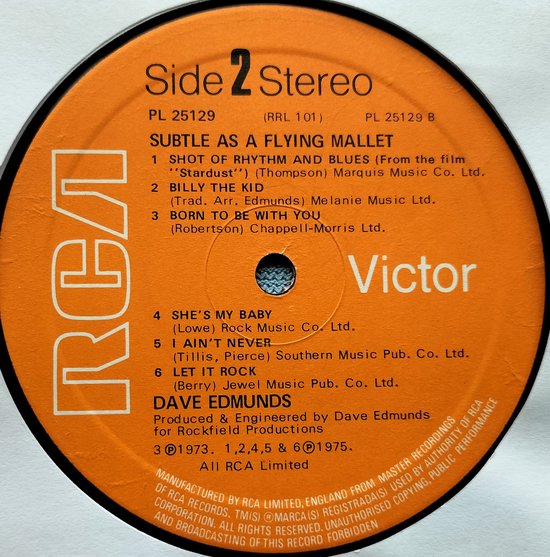 Side 2 Stereo
PL 25129 (RRL 101) PL 25129 B
SUBTLE AS A FLYING MALLET
1 SHOT OF RHYTHM AND BLUES (From the film
"Stardust") (Thompson) Marquis Music Co. Ltd.
2 BILLY THE KID
(Trad. Arr. Edmunds) Melanie Music Ltd.
3 BORN TO BE WITH YOU
(Robertson) Chappell-Morris Ltd.
RCA Victor
4 SHE'S MY BABY
(Lowe) Rock Music Co. Ltd.
5 I AIN'T NEVER
(Tillis, Pierce) Southern Music Pub. Co. Ltd.
6 LET IT ROCK
(Berry) Jewel Music Pub. Co. Ltd.
DAVE EDMUNDS
Produced & Engineered by Dave Edmunds
for Rockfield Productions
3 ℗ 1973. 1,2,4,5 & 6 ℗ 1975.
All RCA Limited
MANUFACTURED BY RCA LIMITED, ENGLAND FROM MASTER RECORDINGS
OF RCA RECORDS. TM(S) ® MARCA(S) REGISTRADA(S) USED BY AUTHORITY OF RCA
CORPORATION. ALL RIGHTS RESERVED. UNAUTHORISED COPYING, PUBLIC PERFORMANCE
AND BROADCASTING OF THIS RECORD FORBIDDEN